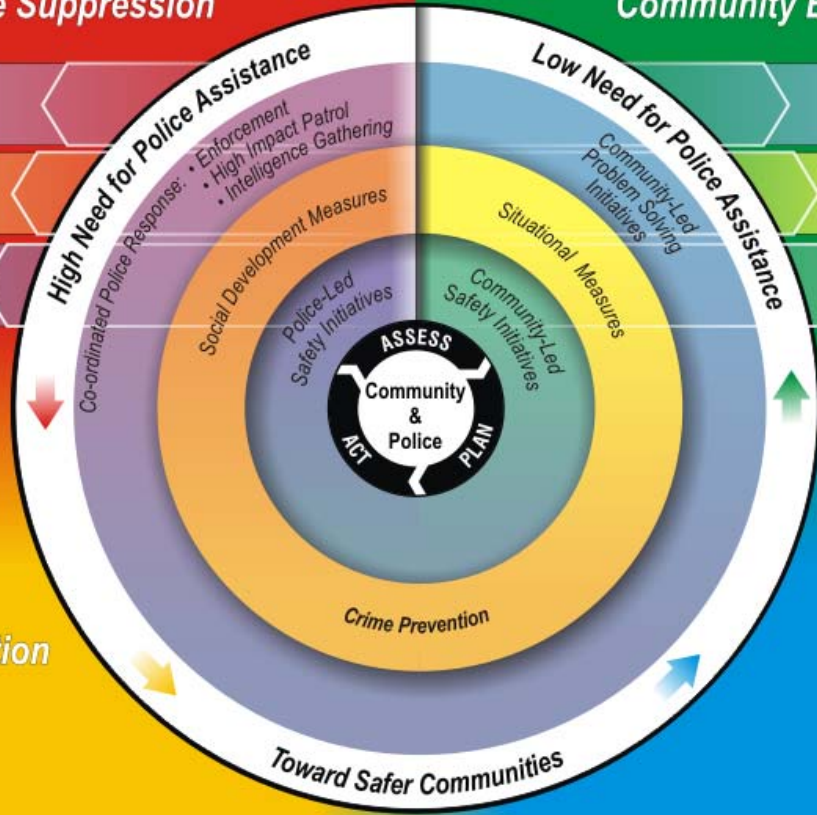 Suppression
Community
High Need for Police Assistance
Low Need for Police Assistance
Co-ordinated Police Response: • Enforcement
• High Impact Patrol
• Intelligence Gathering
Community-Led
Problem Solving
Initiatives
Social Development Measures
Situational Measures
Police-Led
Safety Initiatives
Community-Led
Safety Initiatives
ASSESS
Community
&
Police
ACT
PLAN
Crime Prevention
Toward Safer Communities